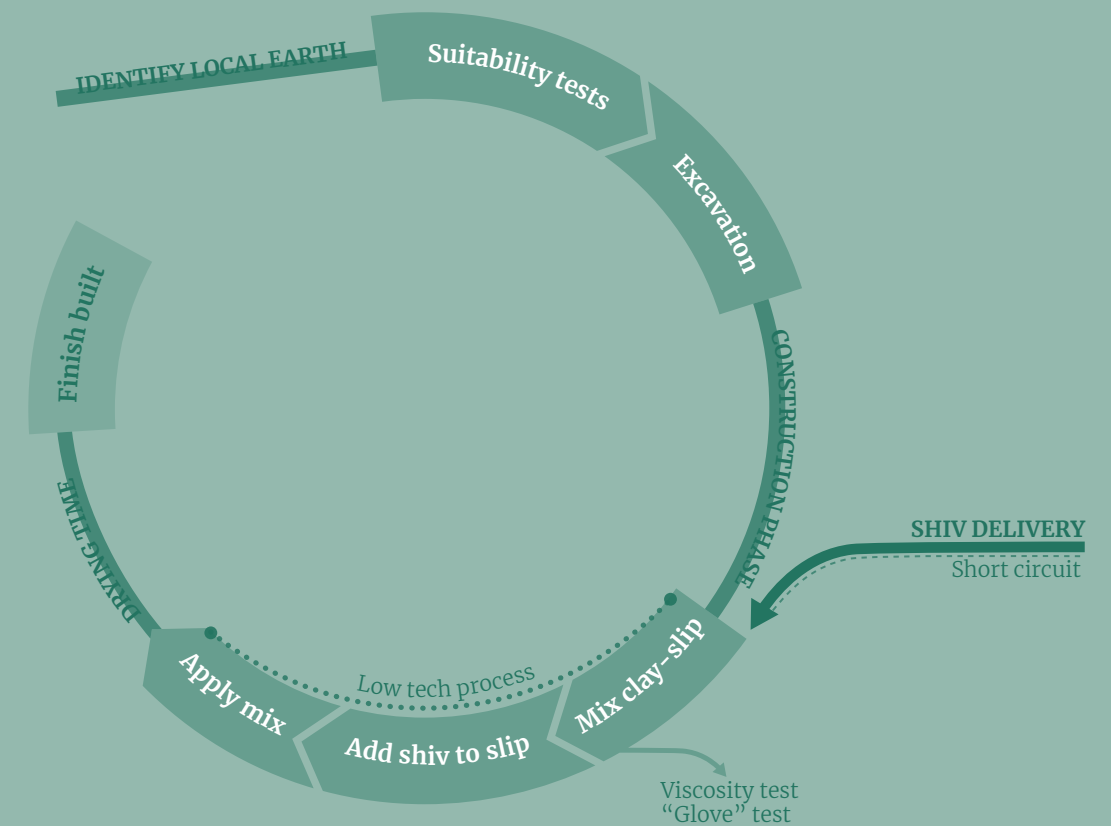 IDENTIFY LOCAL EARTH
Suitability tests
Excavation
CONSTRUCTION PHASE
SHIV DELIVERY
Short circuit
Mix clay-slip
Viscosity test
“Glove” test
Low tech process
Add shiv to slip
Apply mix
DRYING TIME
Finish built